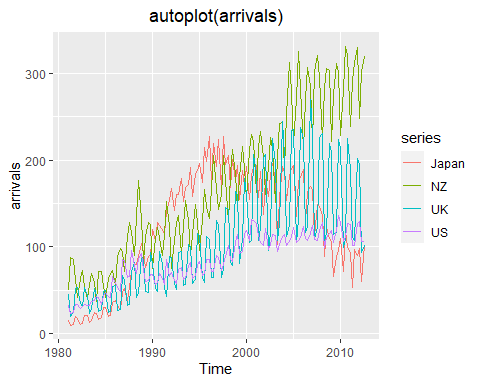 autoplot(arrivals)
300
200
100
0
arrivals
1980
1990
2000
2010
Time
series
Japan
NZ
UK
US